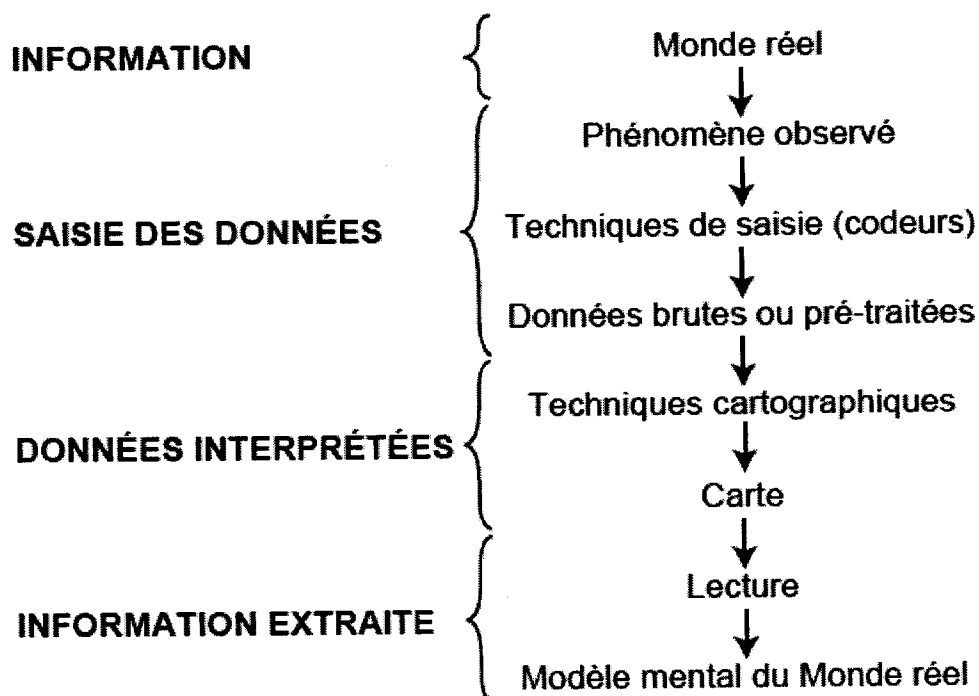 INFORMATION
Monde réel
Phénomène observé
SAISIE DES DONNÉES
Techniques de saisie (codeurs)
Données brutes ou pré-traitées
Techniques cartographiques
DONNÉES INTERPRÉTÉES
Carte
Lecture
INFORMATION EXTRAITE
Modèle mental du Monde réel